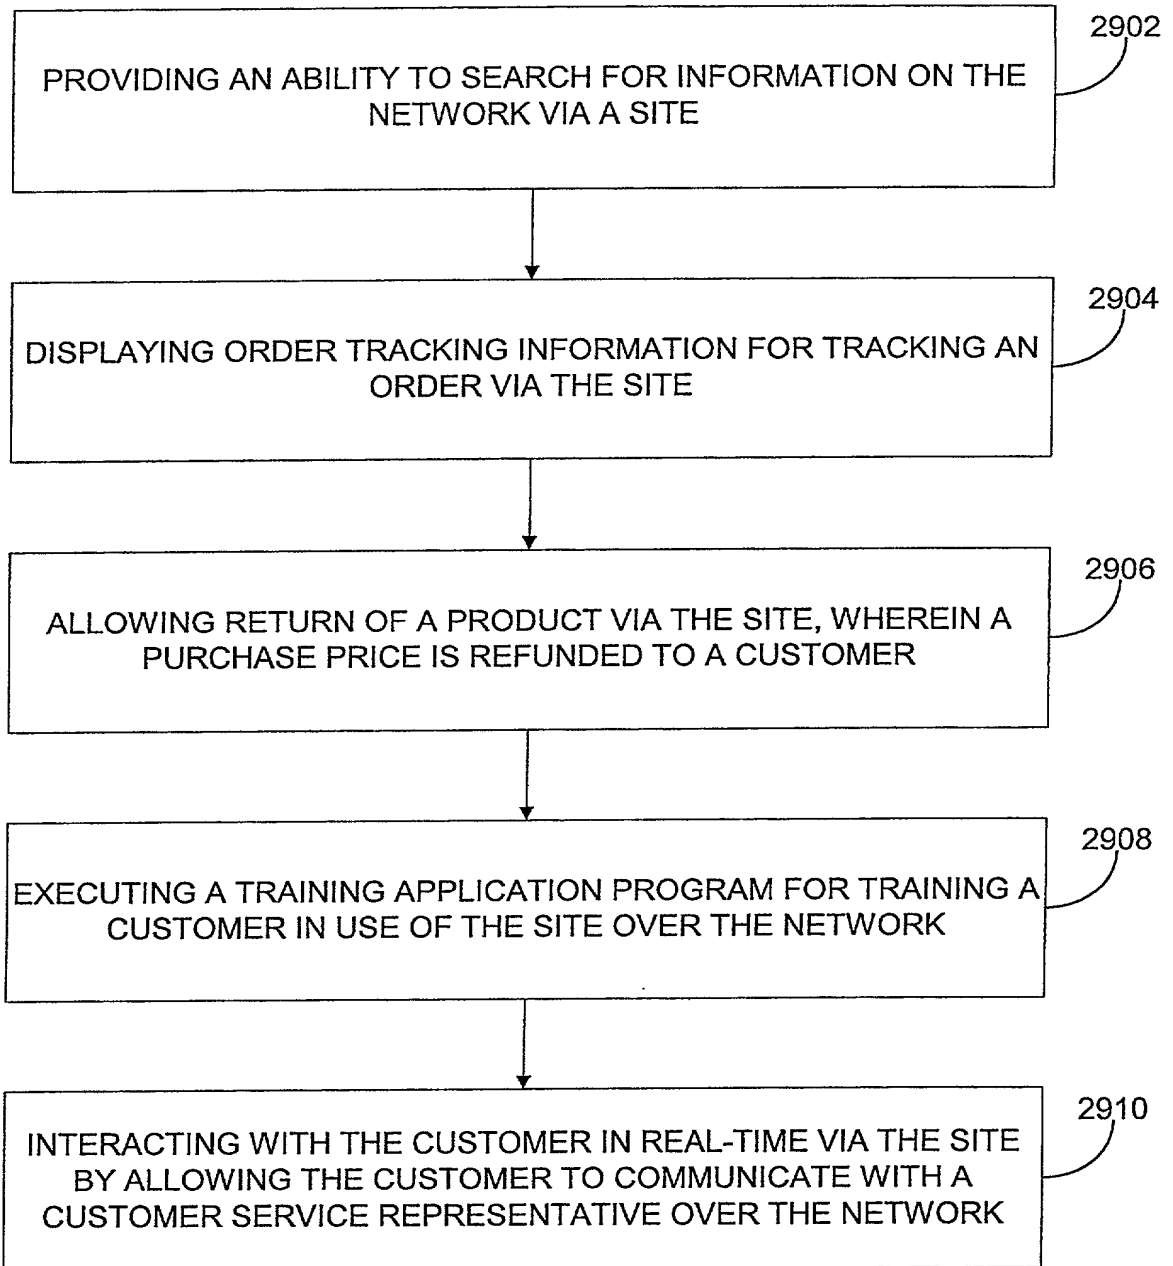 2902
PROVIDING AN ABILITY TO SEARCH FOR INFORMATION ON THE
NETWORK VIA A SITE
2904
DISPLAYING ORDER TRACKING INFORMATION FOR TRACKING AN
ORDER VIA THE SITE
2906
ALLOWING RETURN OF A PRODUCT VIA THE SITE, WHEREIN A
PURCHASE PRICE IS REFUNDED TO A CUSTOMER
2908
EXECUTING A TRAINING APPLICATION PROGRAM FOR TRAINING A
CUSTOMER IN USE OF THE SITE OVER THE NETWORK
2910
INTERACTING WITH THE CUSTOMER IN REAL-TIME VIA THE SITE
BY ALLOWING THE CUSTOMER TO COMMUNICATE WITH A
CUSTOMER SERVICE REPRESENTATIVE OVER THE NETWORK